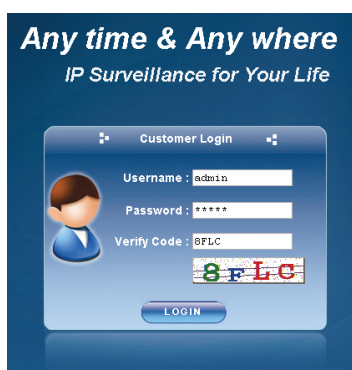 Any time & Any where
IP Surveillance for Your Life
Customer Login
Username : admin
Password : *****
Verify Code : 8FLC
8FLC
LOGIN